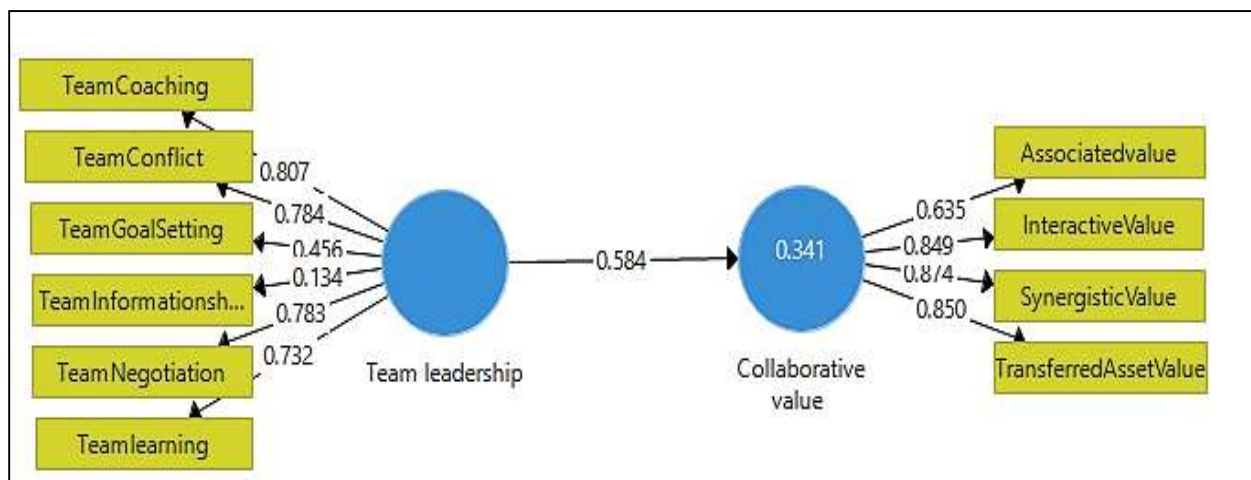 TeamCoaching
TeamConflict
TeamGoalSetting
TeamInformationsh...
TeamNegotiation
Teamlearning
0.807
0.784
0.456
0.134
0.783
0.732
Team leadership
0.584
0.341
Collaborative
value
0.635
0.849
0.874
0.850
Associatedvalue
InteractiveValue
SynergisticValue
TransferredAssetValue